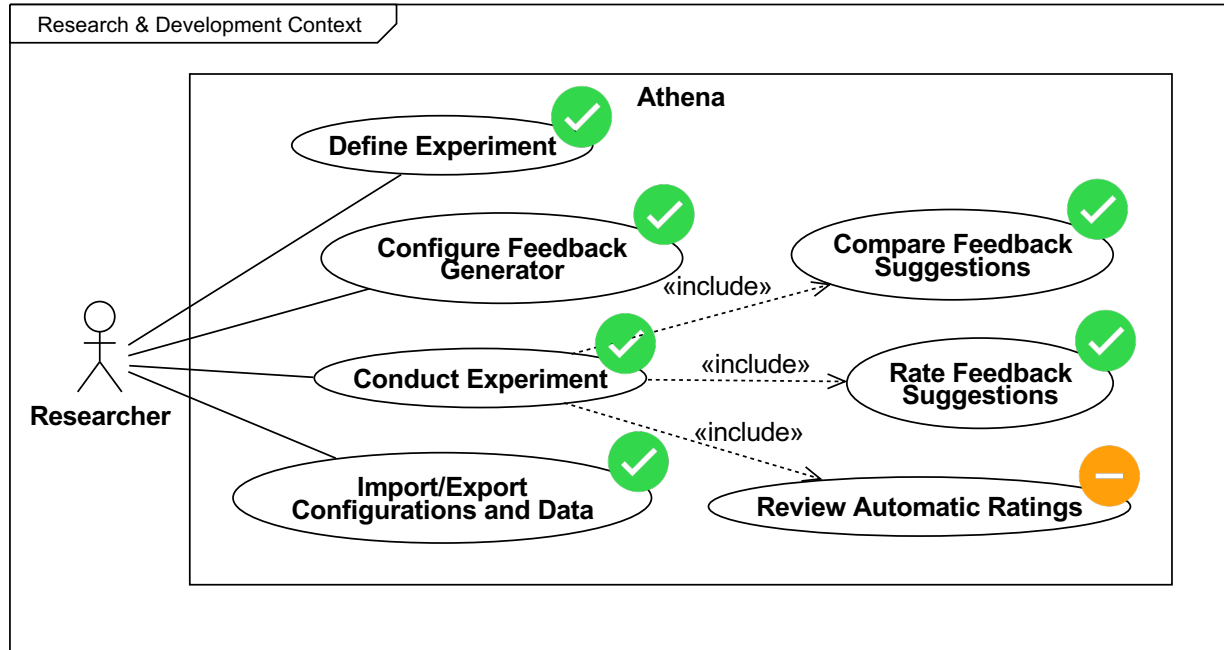 Research & Development Context
Athena
Define Experiment
Configure Feedback
Generator
Compare Feedback
Suggestions
«include»
Conduct Experiment
«include»
Rate Feedback
Suggestions
Researcher
«include»
Import/Export
Configurations and Data
Review Automatic Ratings